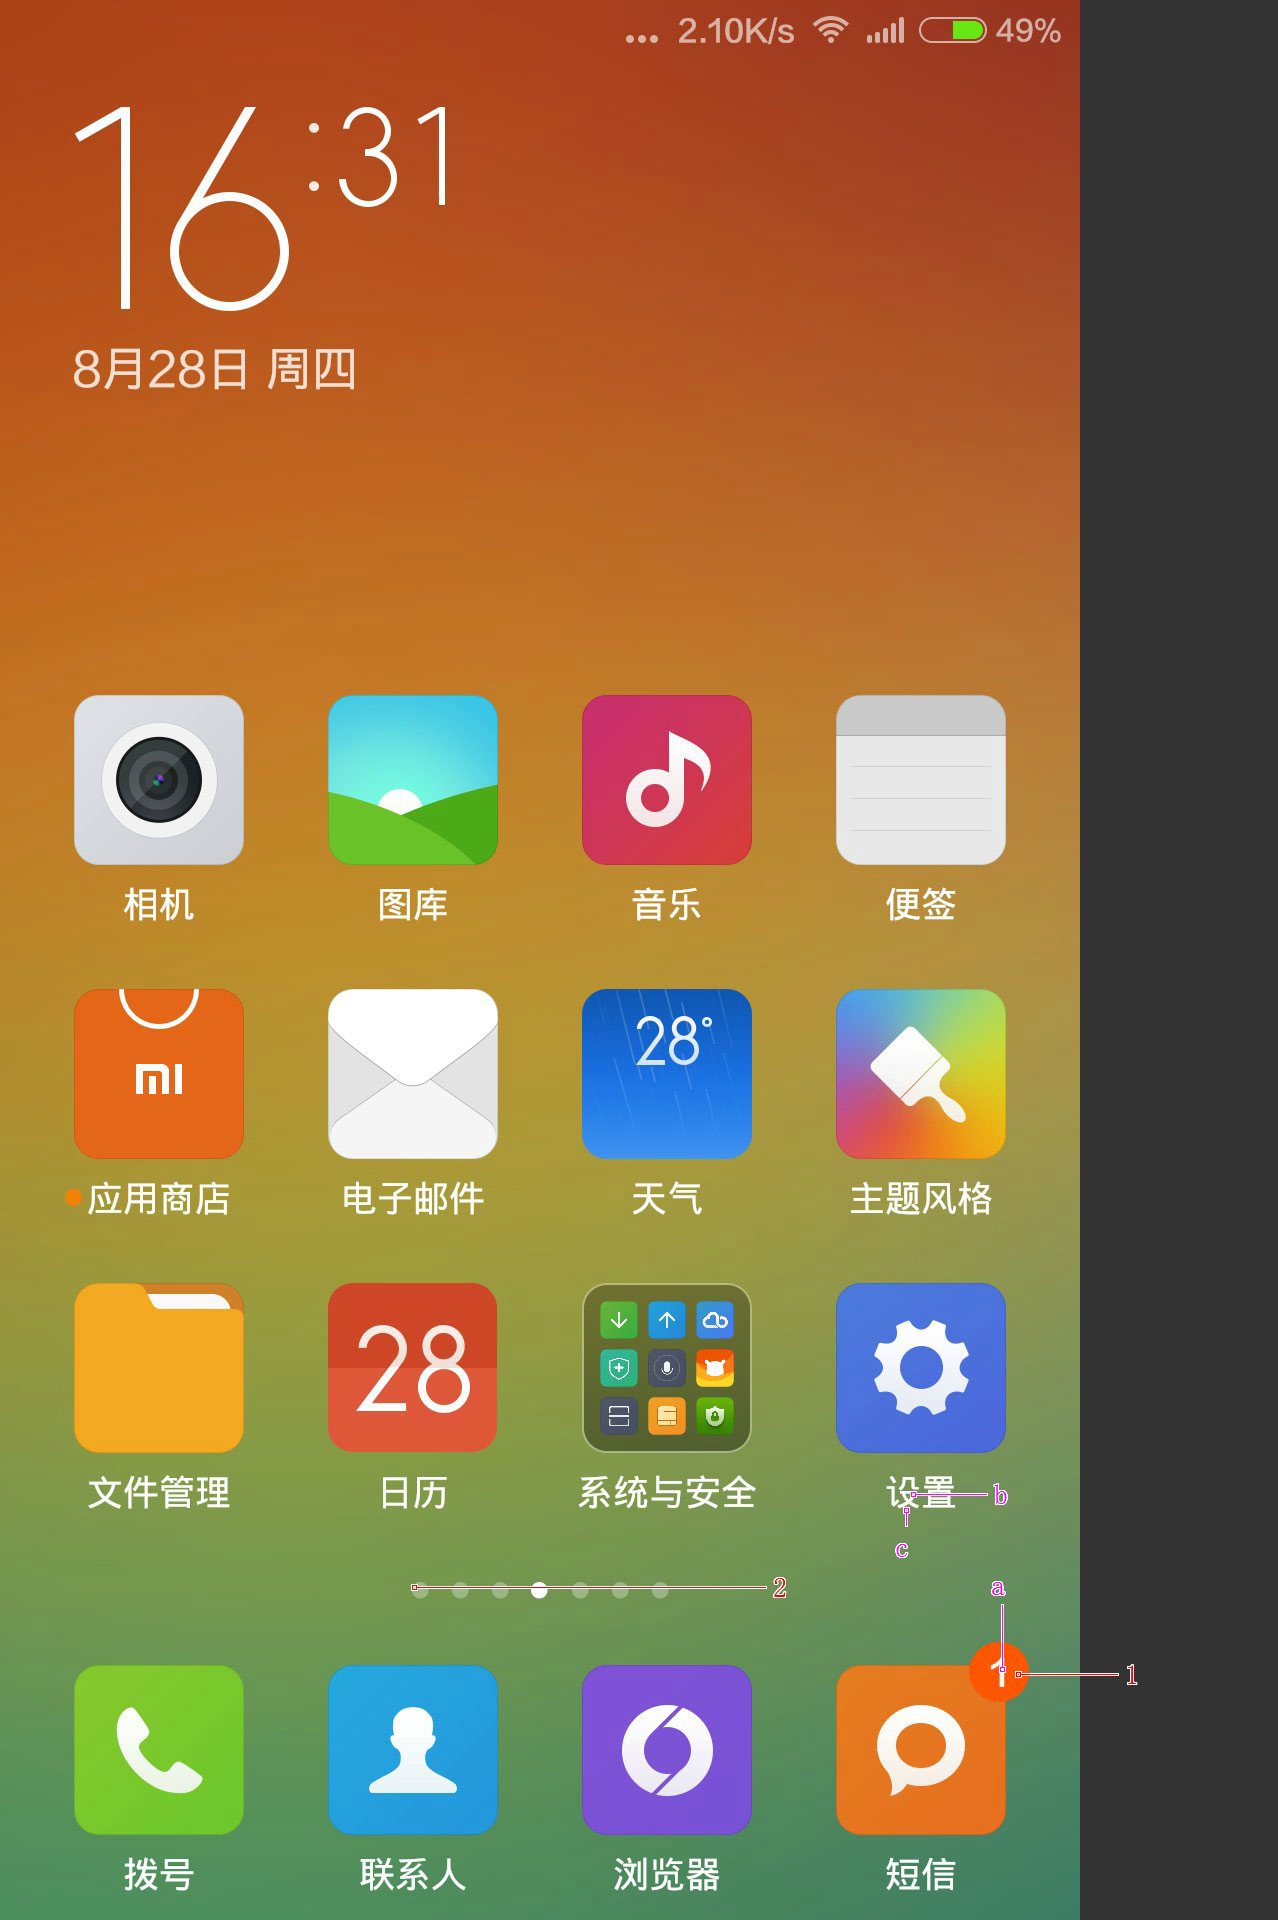 ... 2.10K/s 49%
16:31
8月28日 周四
相机 图库 音乐 便签
mı 28°
应用商店 电子邮件 天气 主题风格
28
文件管理 日历 系统与安全 设置 b
c
2 a
1 1
拨号 联系人 浏览器 短信